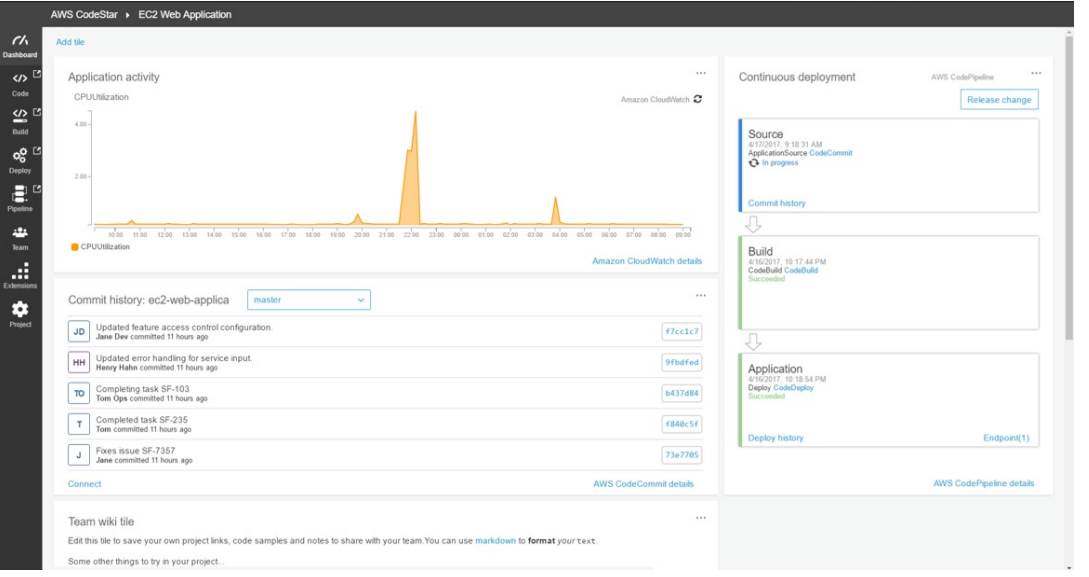 AWS CodeStar ▸ EC2 Web Application
Dashboard
Code
Build
Deploy
Pipeline
Team
Extensions
Project
Add tile
Application activity
CPUUtilization
Amazon CloudWatch
4.00
2.00
10:00 11:00 12:00 13:00 14:00 15:00 16:00 17:00 18:00 19:00 20:00 21:00 22:00 23:00 00:00 01:00 02:00 03:00 04:00 05:00 06:00 07:00 08:00 09:00
CPUUtilization
Amazon CloudWatch details
Commit history: ec2-web-applica
master
JD
Updated feature access control configuration.
Jane Dev committed 11 hours ago
f7cc1c7
HH
Updated error handling for service input.
Henry Hahn committed 11 hours ago
9fbdfed
TO
Completing task SF-103
Tom Ops committed 11 hours ago
b437d84
T
Completed task SF-235
Tom committed 11 hours ago
f840c5f
J
Fixes issue SF-7357
Jane committed 11 hours ago
73e7705
Connect
AWS CodeCommit details
Team wiki tile
Edit this tile to save your own project links, code samples and notes to share with your team.You can use markdown to format your text.
Some other things to try in your project...
Continuous deployment
AWS CodePipeline
Release change
Source
4/17/2017, 9:18:31 AM
ApplicationSource CodeCommit
In progress
Commit history
Build
4/16/2017, 10:17:44 PM
CodeBuild CodeBuild
Succeeded
Application
4/16/2017, 10:18:54 PM
Deploy CodeDeploy
Succeeded
Deploy history
Endpoint(1)
AWS CodePipeline details